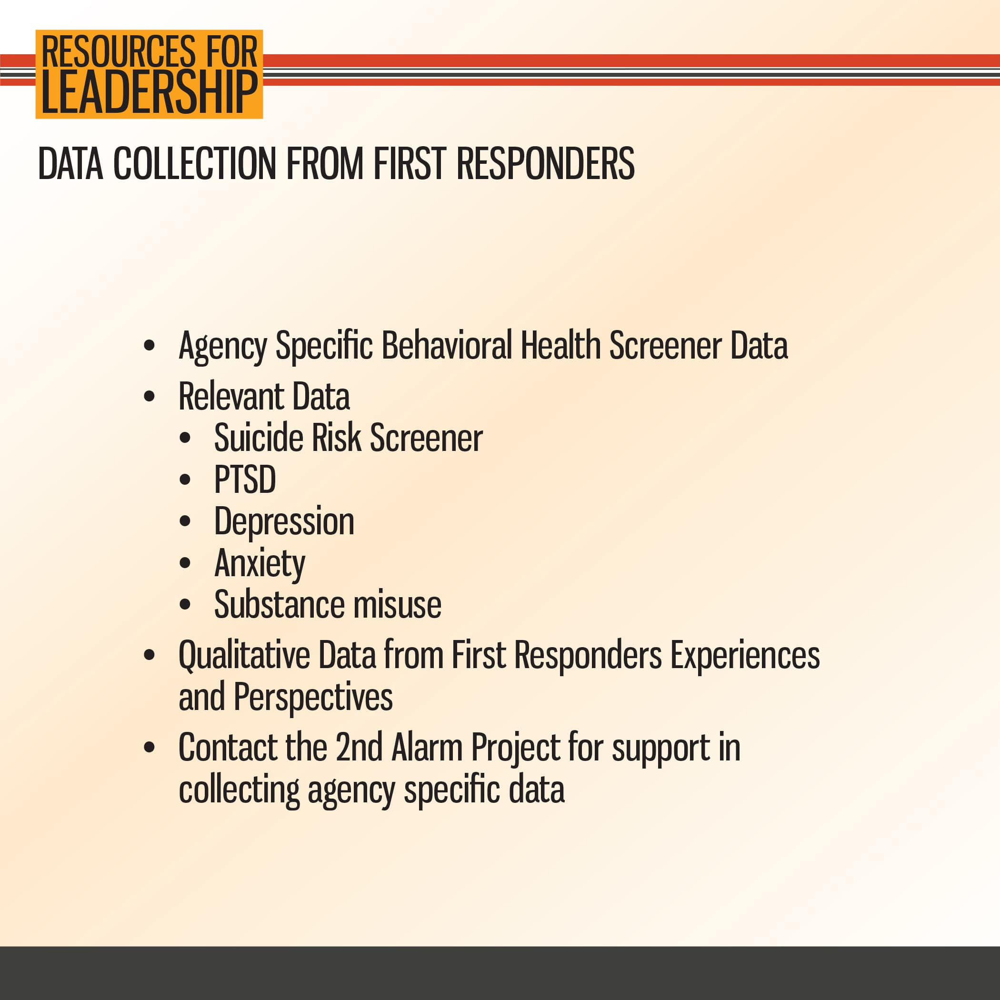 RESOURCES FOR
LEADERSHIP
DATA COLLECTION FROM FIRST RESPONDERS
• Agency Specific Behavioral Health Screener Data
• Relevant Data
• Suicide Risk Screener
• PTSD
• Depression
• Anxiety
• Substance misuse
• Qualitative Data from First Responders Experiences
and Perspectives
• Contact the 2nd Alarm Project for support in
collecting agency specific data